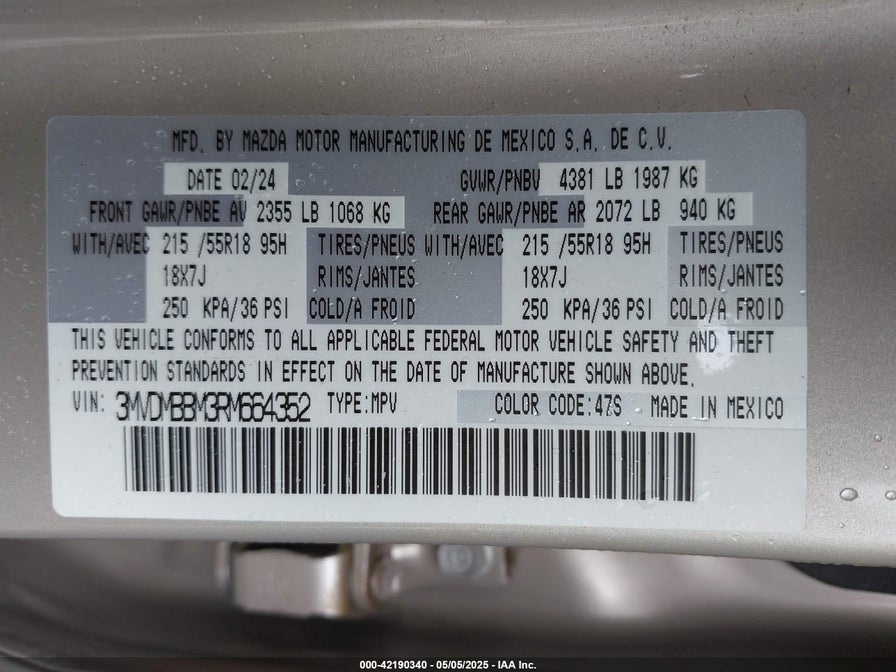 MFD. BY MAZDA MOTOR MANUFACTURING DE MEXICO S.A. DE C.V.
DATE 02/24 GVWR/PNBV 4381 LB 1987 KG
FRONT GAWR/PNBE AV 2355 LB 1068 KG REAR GAWR/PNBE AR 2072 LB 940 KG
WITH/AVEC 215 /55R18 95H TIRES/PNEUS WITH/AVEC 215 /55R18 95H TIRES/PNEUS
18X7J RIMS/JANTES 18X7J RIMS/JANTES
250 KPA/36 PSI COLD/A FROID 250 KPA/36 PSI COLD/A FROID
THIS VEHICLE CONFORMS TO ALL APPLICABLE FEDERAL MOTOR VEHICLE SAFETY AND THEFT
PREVENTION STANDARDS IN EFFECT ON THE DATE OF MANUFACTURE SHOWN ABOVE.
VIN: 3MVDMBBM3RM664352 TYPE:MPV COLOR CODE:47S MADE IN MEXICO
000-42190340 - 05/05/2025 - IAA Inc.